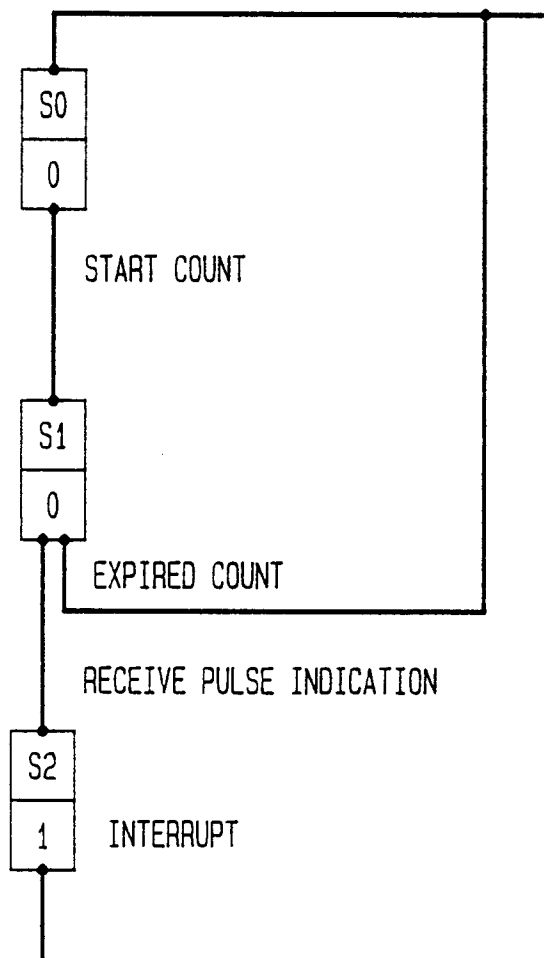 S0
0
START COUNT
S1
0
EXPIRED COUNT
RECEIVE PULSE INDICATION
S2
1 INTERRUPT